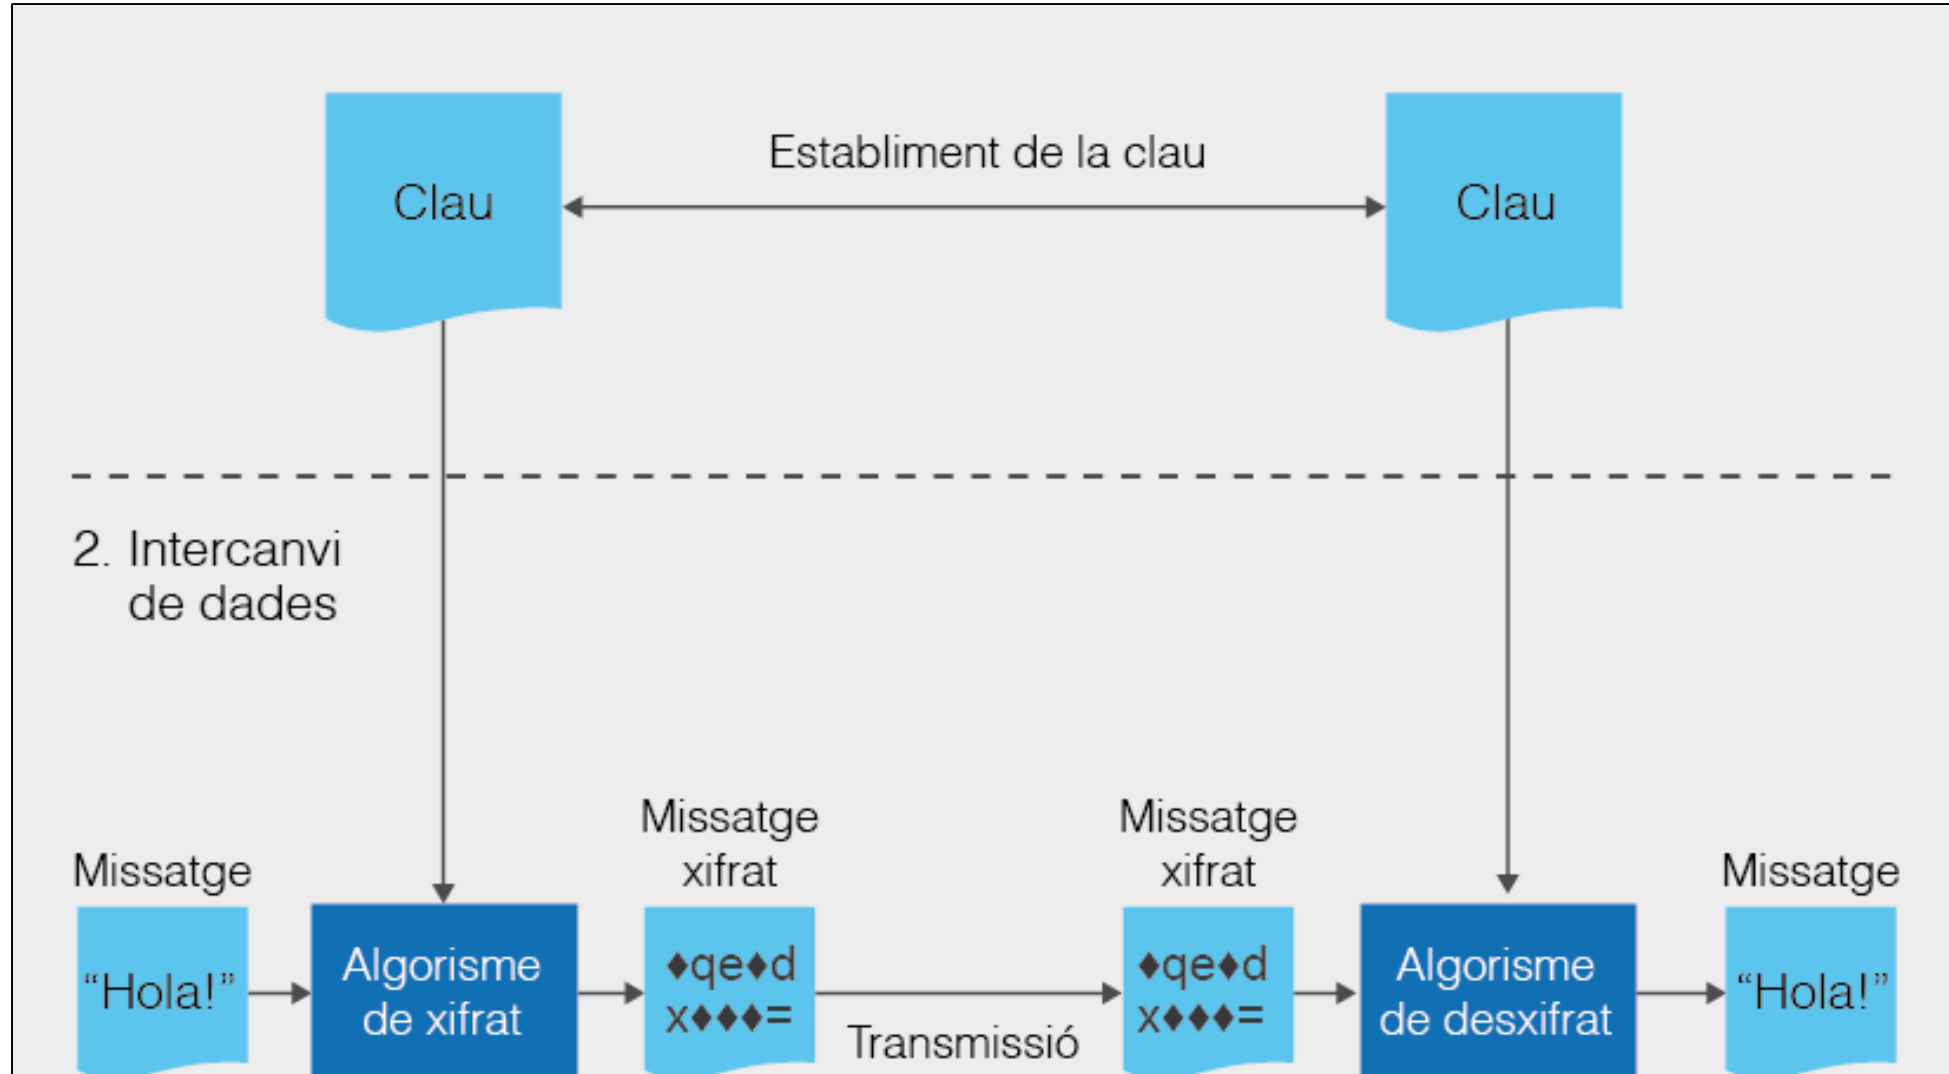 Establiment de la clau
Clau
Clau
2. Intercanvi
de dades
Missatge
xifrat
Missatge
xifrat
Missatge
Missatge
“Hola!”
Algorisme
de xifrat
♦qe♦d
x♦♦♦=
Transmissió
♦qe♦d
x♦♦♦=
Algorisme
de desxifrat
“Hola!”